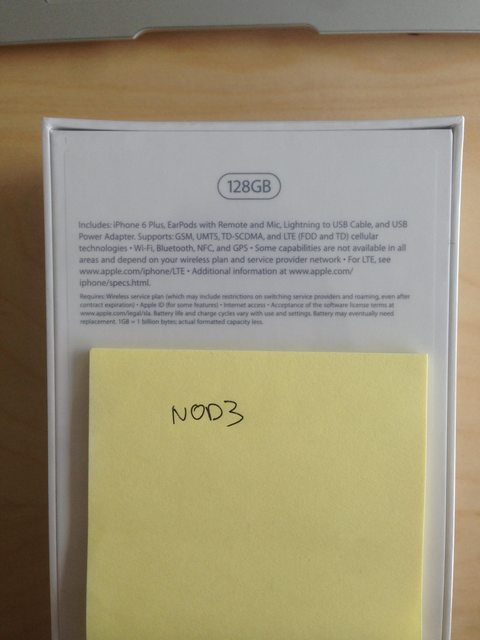 128GB
Includes: iPhone 6 Plus, EarPods with Remote and Mic, Lightning to USB Cable, and USB
Power Adapter. Supports: GSM, UMTS, TD-SCDMA, and LTE (FDD and TD) cellular
technologies • Wi-Fi, Bluetooth, NFC, and GPS • Some capabilities are not available in all
areas and depend on your wireless plan and service provider network • For LTE, see
www.apple.com/iphone/LTE • Additional information at www.apple.com/
iphone/specs.html.
Requires: Wireless service plan (which may include restrictions on switching service providers and roaming, even after
contract expiration) • Apple ID (for some features) • Internet access • Acceptance of the software license terms at
www.apple.com/legal/sla. Battery life and charge cycles vary with use and settings. Battery may eventually need
replacement. 1GB = 1 billion bytes; actual formatted capacity less.
NOD3